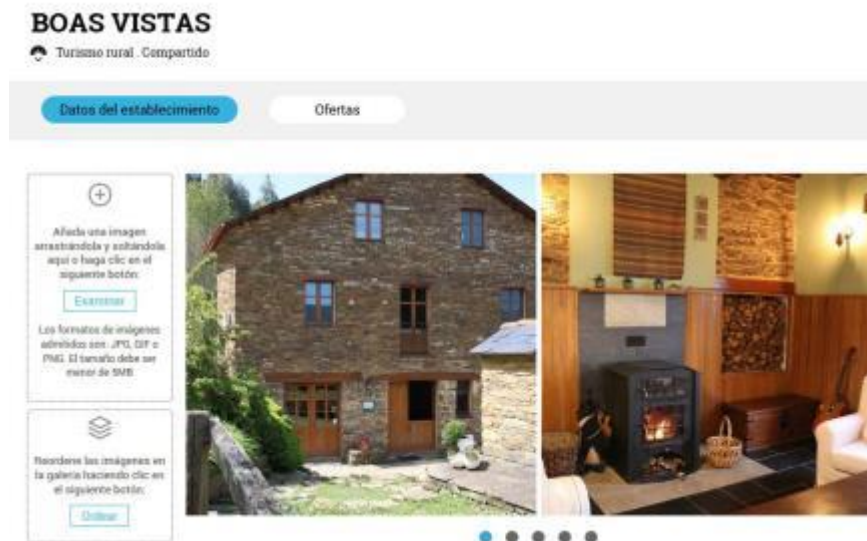 BOAS VISTAS
Turismo rural . Compartido
Datos del establecimiento
Ofertas
Añada una imagen
arrastrándola y soltándola
aquí o haga clic en el
siguiente botón:
Examinar
Los formatos de imágenes
admitidos son: JPG, GIF o
PNG. El tamaño debe ser
menor de 5MB
Reordene las imágenes en
la galería haciendo clic en
el siguiente botón:
Ordenar